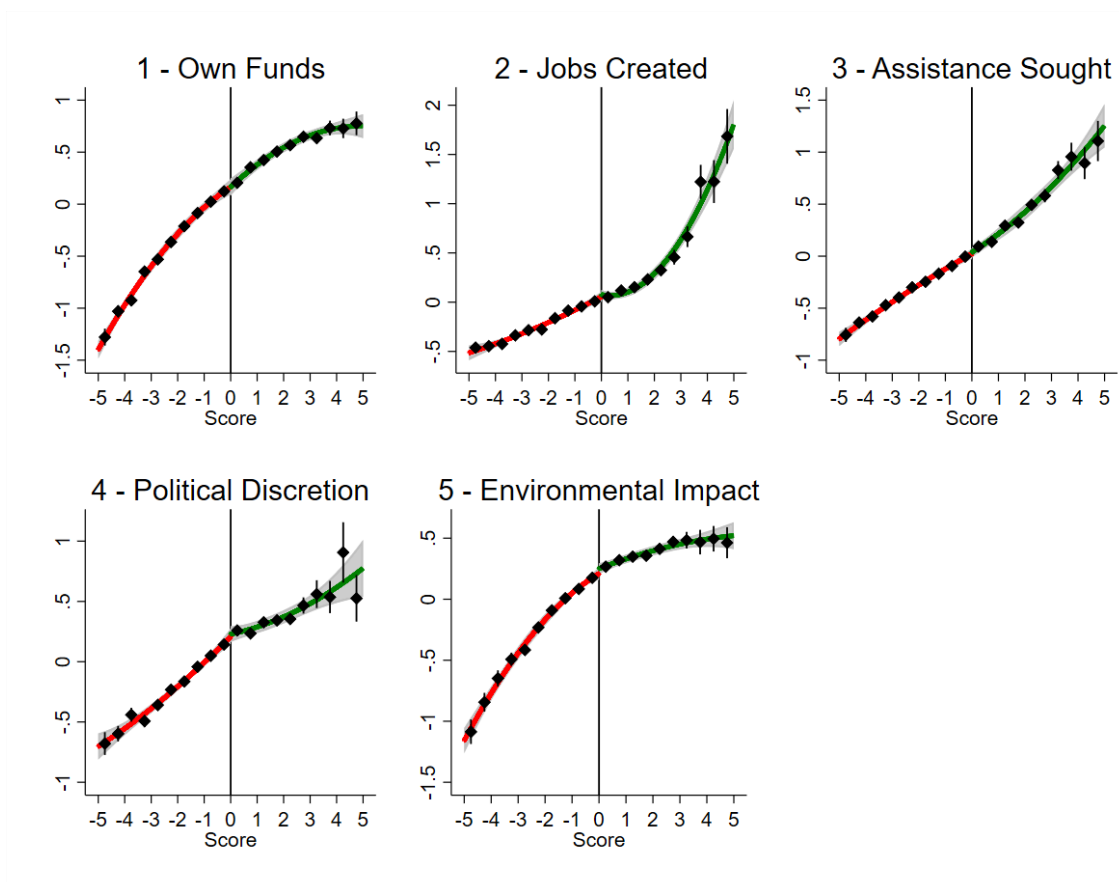 1 - Own Funds
1
.5
0
-.5
-1
-1.5
-5 -4 -3 -2 -1 0 1 2 3 4 5
Score
2 - Jobs Created
2
1.5
1
.5
0
-.5
-5 -4 -3 -2 -1 0 1 2 3 4 5
Score
3 - Assistance Sought
1.5
1
.5
0
-.5
-1
-5 -4 -3 -2 -1 0 1 2 3 4 5
Score
4 - Political Discretion
1
.5
0
-.5
-1
-5 -4 -3 -2 -1 0 1 2 3 4 5
Score
5 - Environmental Impact
.5
0
-.5
-1
-1.5
-5 -4 -3 -2 -1 0 1 2 3 4 5
Score